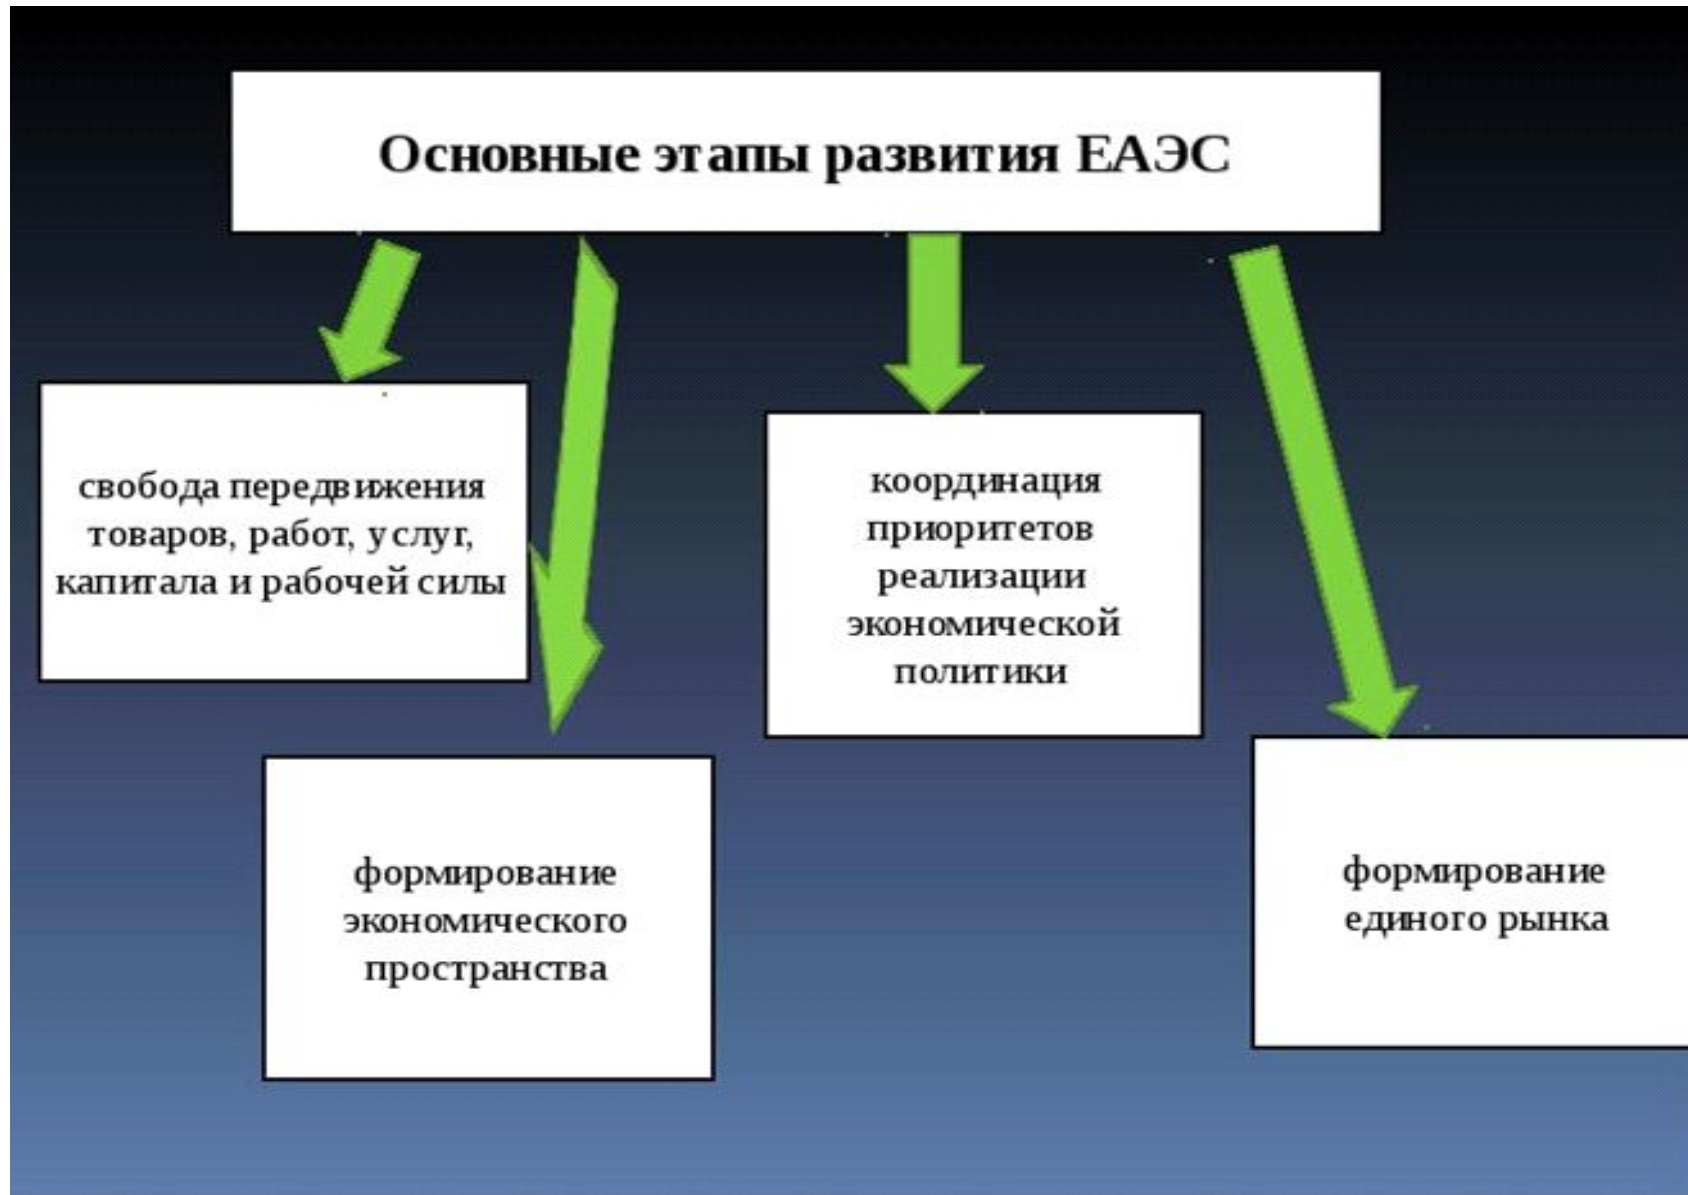 Основные этапы развития ЕАЭС
свобода передвижения
товаров, работ, услуг,
капитала и рабочей силы
формирование
экономического
пространства
координация
приоритетов
реализации
экономической
политики
формирование
единого рынка